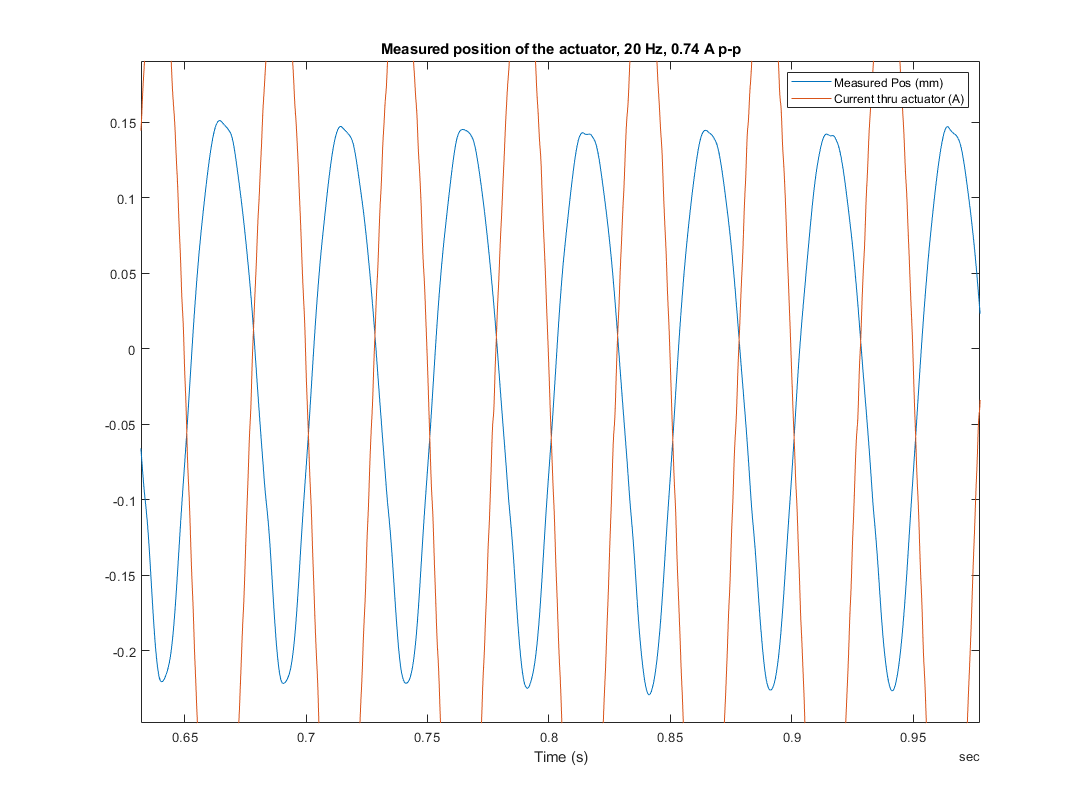 Measured position of the actuator, 20 Hz, 0.74 A p-p
Measured Pos (mm)
Current thru actuator (A)
0.15
0.1
0.05
0
-0.05
-0.1
-0.15
-0.2
0.65 0.7 0.75 0.8 0.85 0.9 0.95
Time (s)
sec